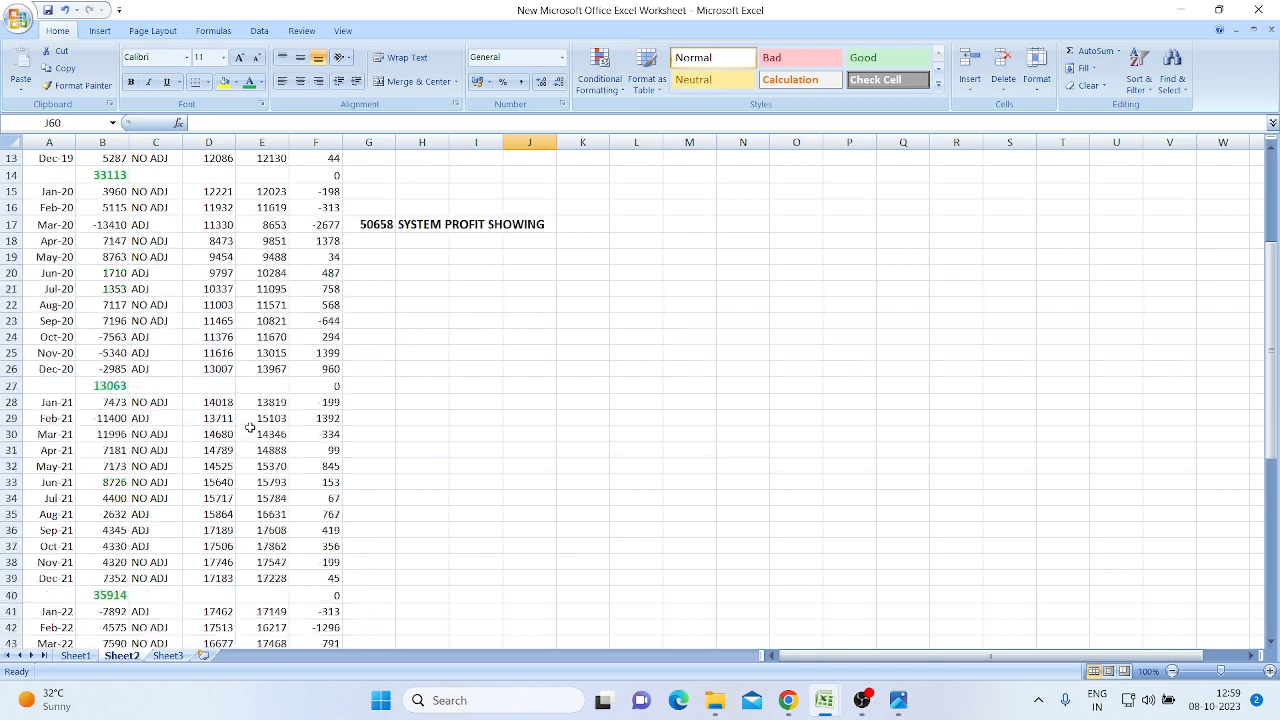 New Microsoft Office Excel Worksheet - Microsoft Excel
Home Insert Page Layout Formulas Data Review View
Paste Cut Copy Format Painter Clipboard
Calibri 11 A A B I U A Font
Wrap Text Merge & Center Alignment
General % , Number
Conditional Formatting Format as Table Normal Bad Good Neutral Calculation Check Cell Styles
Insert Delete Format Cells
AutoSum Fill Clear Sort & Filter Find & Select Editing
J60 fx
A B C D E F G H I J K L M N O P Q R S T U V W
13 Dec-19 5287 NO ADJ 12086 12130 44
14 33113 0
15 Jan-20 3960 NO ADJ 12221 12023 -198
16 Feb-20 5115 NO ADJ 11932 11619 -313
17 Mar-20 -13410 ADJ 11330 8653 -2677 50658 SYSTEM PROFIT SHOWING
18 Apr-20 7147 NO ADJ 8473 9851 1378
19 May-20 8763 NO ADJ 9454 9488 34
20 Jun-20 1710 ADJ 9797 10284 487
21 Jul-20 1353 ADJ 10337 11095 758
22 Aug-20 7117 NO ADJ 11003 11571 568
23 Sep-20 7196 NO ADJ 11465 10821 -644
24 Oct-20 -7563 ADJ 11376 11670 294
25 Nov-20 -5340 ADJ 11616 13015 1399
26 Dec-20 -2985 ADJ 13007 13967 960
27 13063 0
28 Jan-21 7473 NO ADJ 14018 13819 -199
29 Feb-21 -11400 ADJ 13711 15103 1392
30 Mar-21 11996 NO ADJ 14680 14346 -334
31 Apr-21 7181 NO ADJ 14789 14888 99
32 May-21 7173 NO ADJ 14525 15370 845
33 Jun-21 8726 NO ADJ 15640 15793 153
34 Jul-21 4400 NO ADJ 15717 15784 67
35 Aug-21 -2632 ADJ 15864 16631 767
36 Sep-21 4345 ADJ 17189 17608 419
37 Oct-21 4330 ADJ 17506 17862 356
38 Nov-21 4320 NO ADJ 17746 17547 -199
39 Dec-21 7352 NO ADJ 17183 17228 45
40 35914 0
41 Jan-22 -7892 ADJ 17462 17149 -313
42 Feb-22 -4575 NO ADJ 17513 16217 -1296
43 Mar-22 7590 NO ADJ 16677 17468 791
Sheet1 Sheet2 Sheet3
Ready 100%
32°C Sunny
Search
ENG IN
12:59 08-10-2023 2